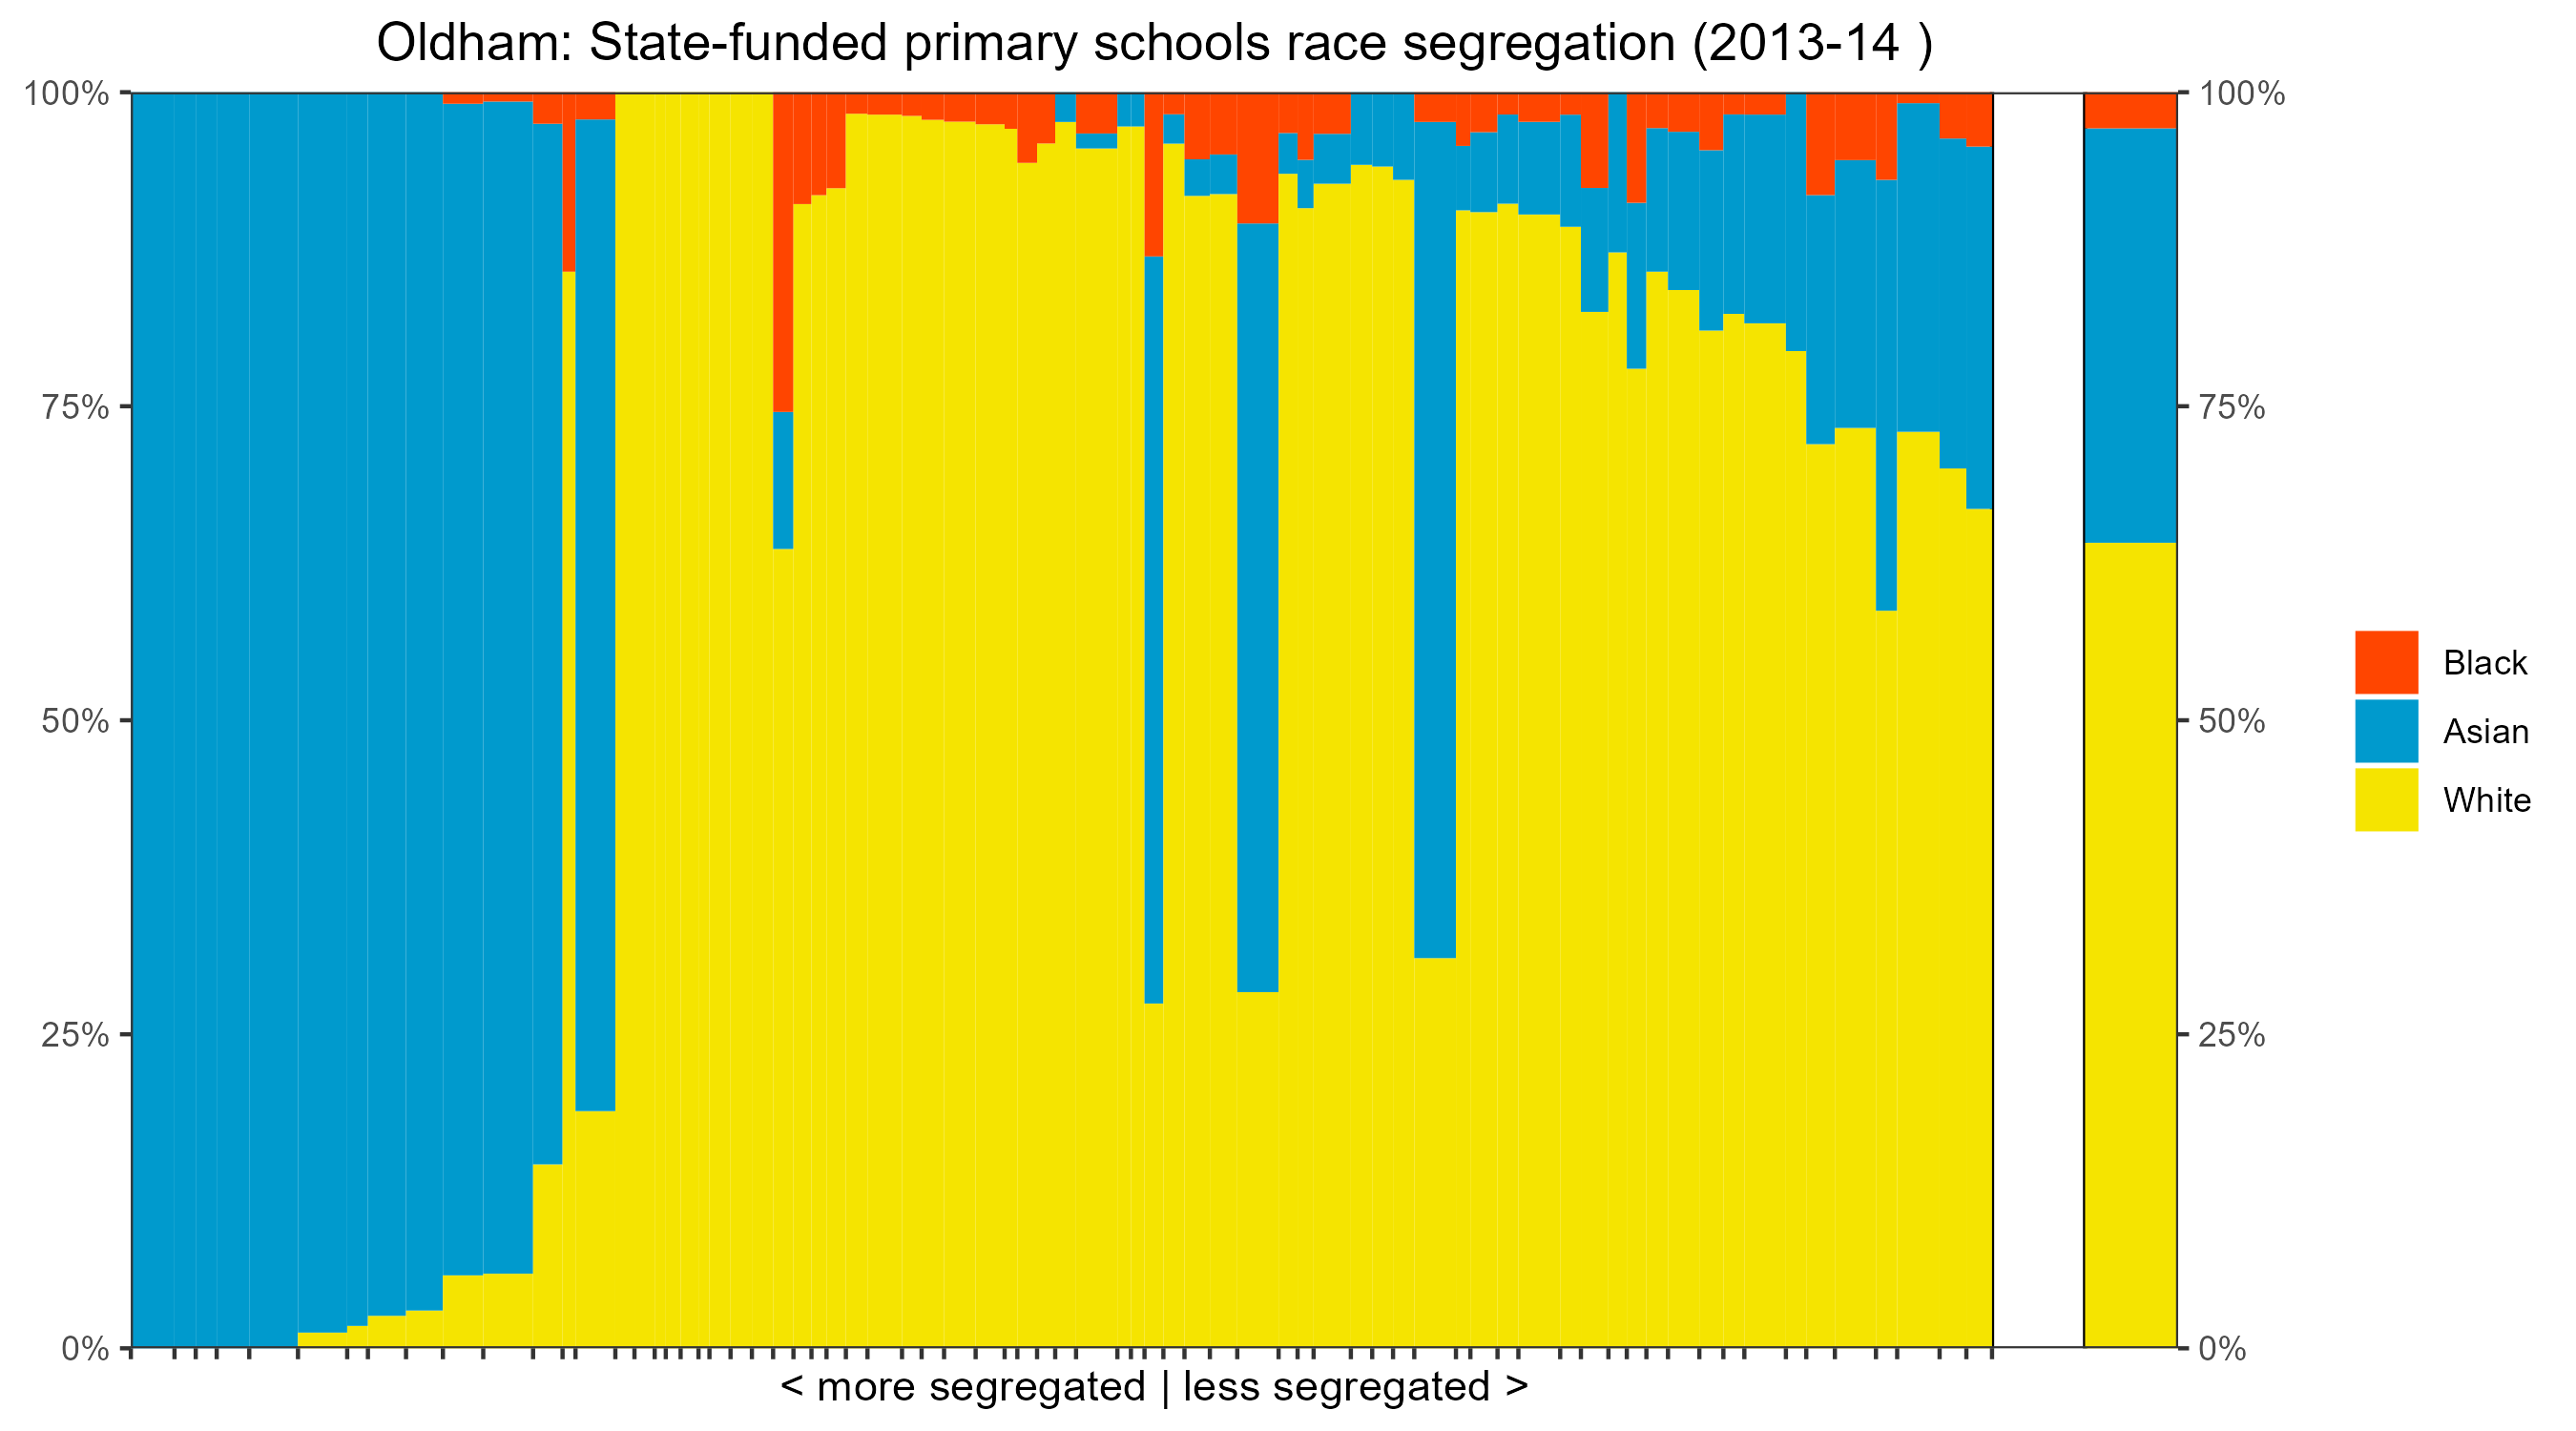 Oldham: State-funded primary schools race segregation (2013-14 )
100%
75%
50%
25%
0%
100%
75%
50%
25%
0%
Black
Asian
White
< more segregated | less segregated >